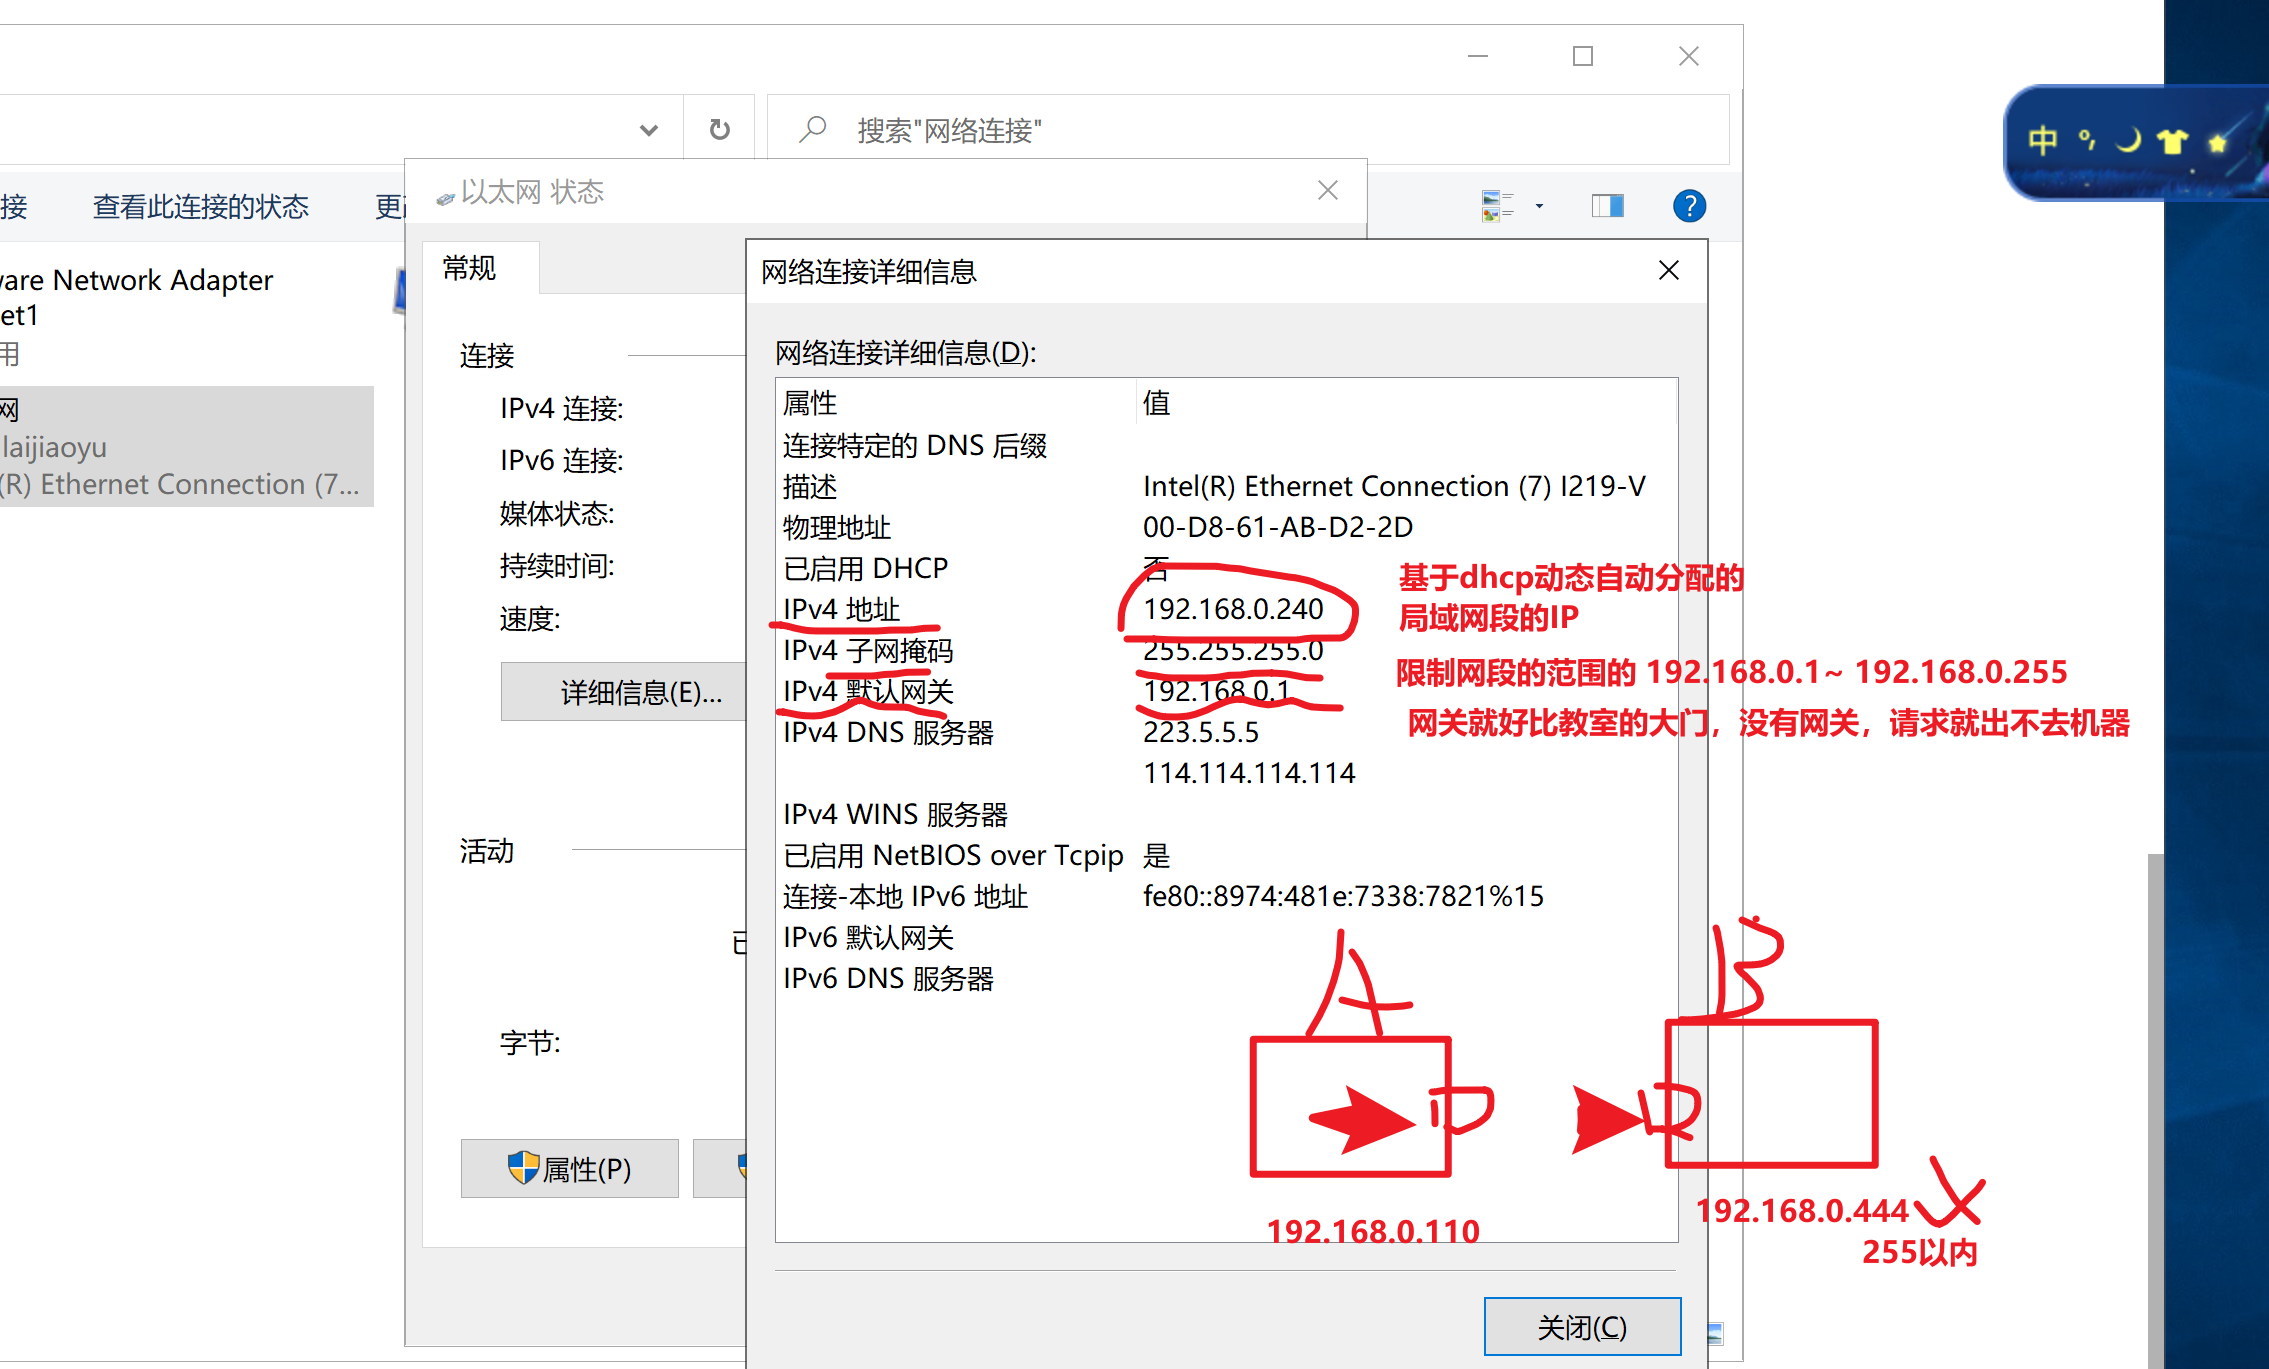 搜索"网络连接"
接
查看此连接的状态
更
以太网 状态
中
常规
网络连接详细信息
ware Network Adapter
et1
用
网
laijiaoyu
(R) Ethernet Connection (7...
连接
IPv4 连接:
IPv6 连接:
媒体状态:
持续时间:
速度:
详细信息(E)...
活动
已
字节:
属性(P)
网络连接详细信息(D):
属性 值
连接特定的 DNS 后缀
描述 Intel(R) Ethernet Connection (7) I219-V
物理地址 00-D8-61-AB-D2-2D
已启用 DHCP 否
IPv4 地址 192.168.0.240
IPv4 子网掩码 255.255.255.0
IPv4 默认网关 192.168.0.1
IPv4 DNS 服务器 223.5.5.5
114.114.114.114
IPv4 WINS 服务器
已启用 NetBIOS over Tcpip 是
连接-本地 IPv6 地址 fe80::8974:481e:7338:7821%15
IPv6 默认网关
IPv6 DNS 服务器
基于dhcp动态自动分配的
局域网段的IP
限制网段的范围的 192.168.0.1~ 192.168.0.255
网关就好比教室的大门，没有网关，请求就出不去机器
A
B
192.168.0.110
192.168.0.444
255以内
关闭(C)